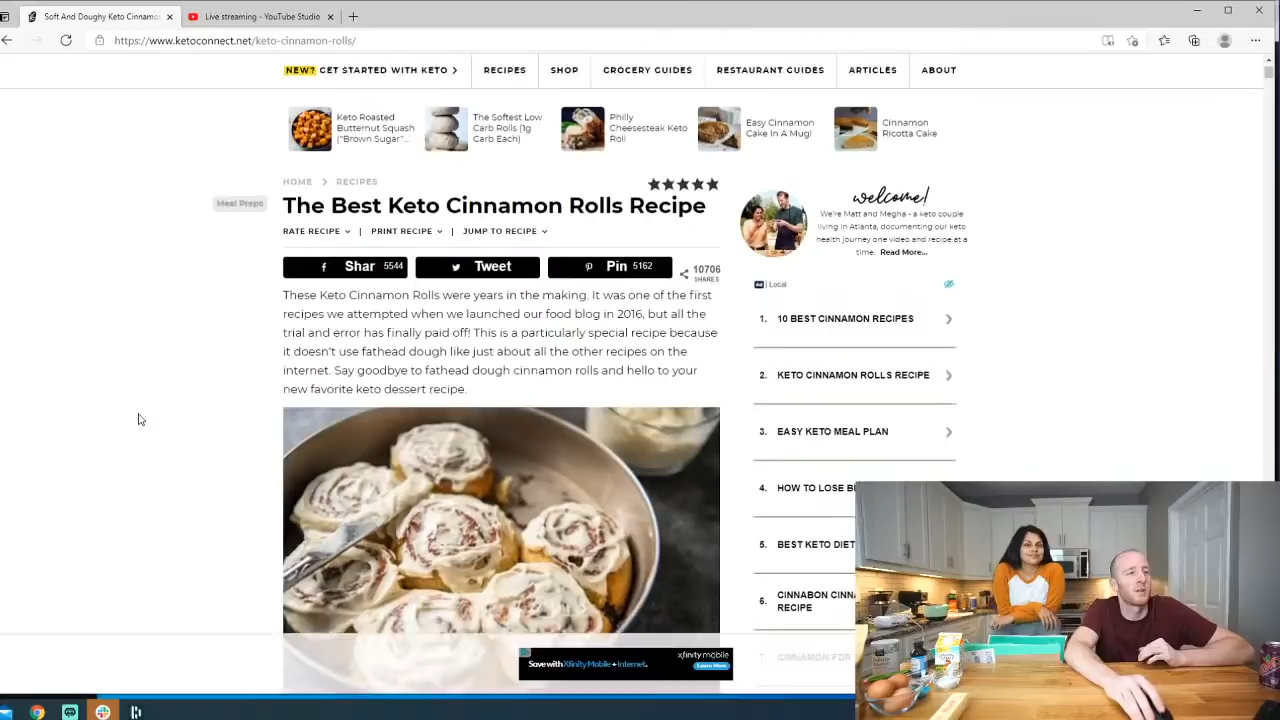 Soft And Doughy Keto Cinnamon
Live streaming - YouTube Studio
https://www.ketoconnect.net/keto-cinnamon-rolls/
NEW? GET STARTED WITH KETO
RECIPES
SHOP
GROCERY GUIDES
RESTAURANT GUIDES
ARTICLES
ABOUT
Keto Roasted
Butternut Squash
("Brown Sugar"...
The Softest Low
Carb Rolls (1g
Carb Each)
Philly
Cheesesteak Keto
Roll
Easy Cinnamon
Cake In A Mug!
Cinnamon
Ricotta Cake
HOME > RECIPES
Meal Preps
The Best Keto Cinnamon Rolls Recipe
RATE RECIPE | PRINT RECIPE | JUMP TO RECIPE
Shar 5544
Tweet
Pin 5162
10706
SHARES
These Keto Cinnamon Rolls were years in the making. It was one of the first
recipes we attempted when we launched our food blog in 2016, but all the
trial and error has finally paid off! This is a particularly special recipe because
it doesn't use fathead dough like just about all the other recipes on the
internet. Say goodbye to fathead dough cinnamon rolls and hello to your
new favorite keto dessert recipe.
welcome!
We're Matt and Megha - a keto couple
living in Atlanta, documenting our keto
health journey one video and recipe at a
time. Read More...
Ad | Local
1. 10 BEST CINNAMON RECIPES
2. KETO CINNAMON ROLLS RECIPE
3. EASY KETO MEAL PLAN
4. HOW TO LOSE
5. BEST KETO DIET
6. CINNABON
RECIPE
7. CINNAMON FOR
Save with Xfinity Mobile + Internet.
xfinity mobile
Learn More